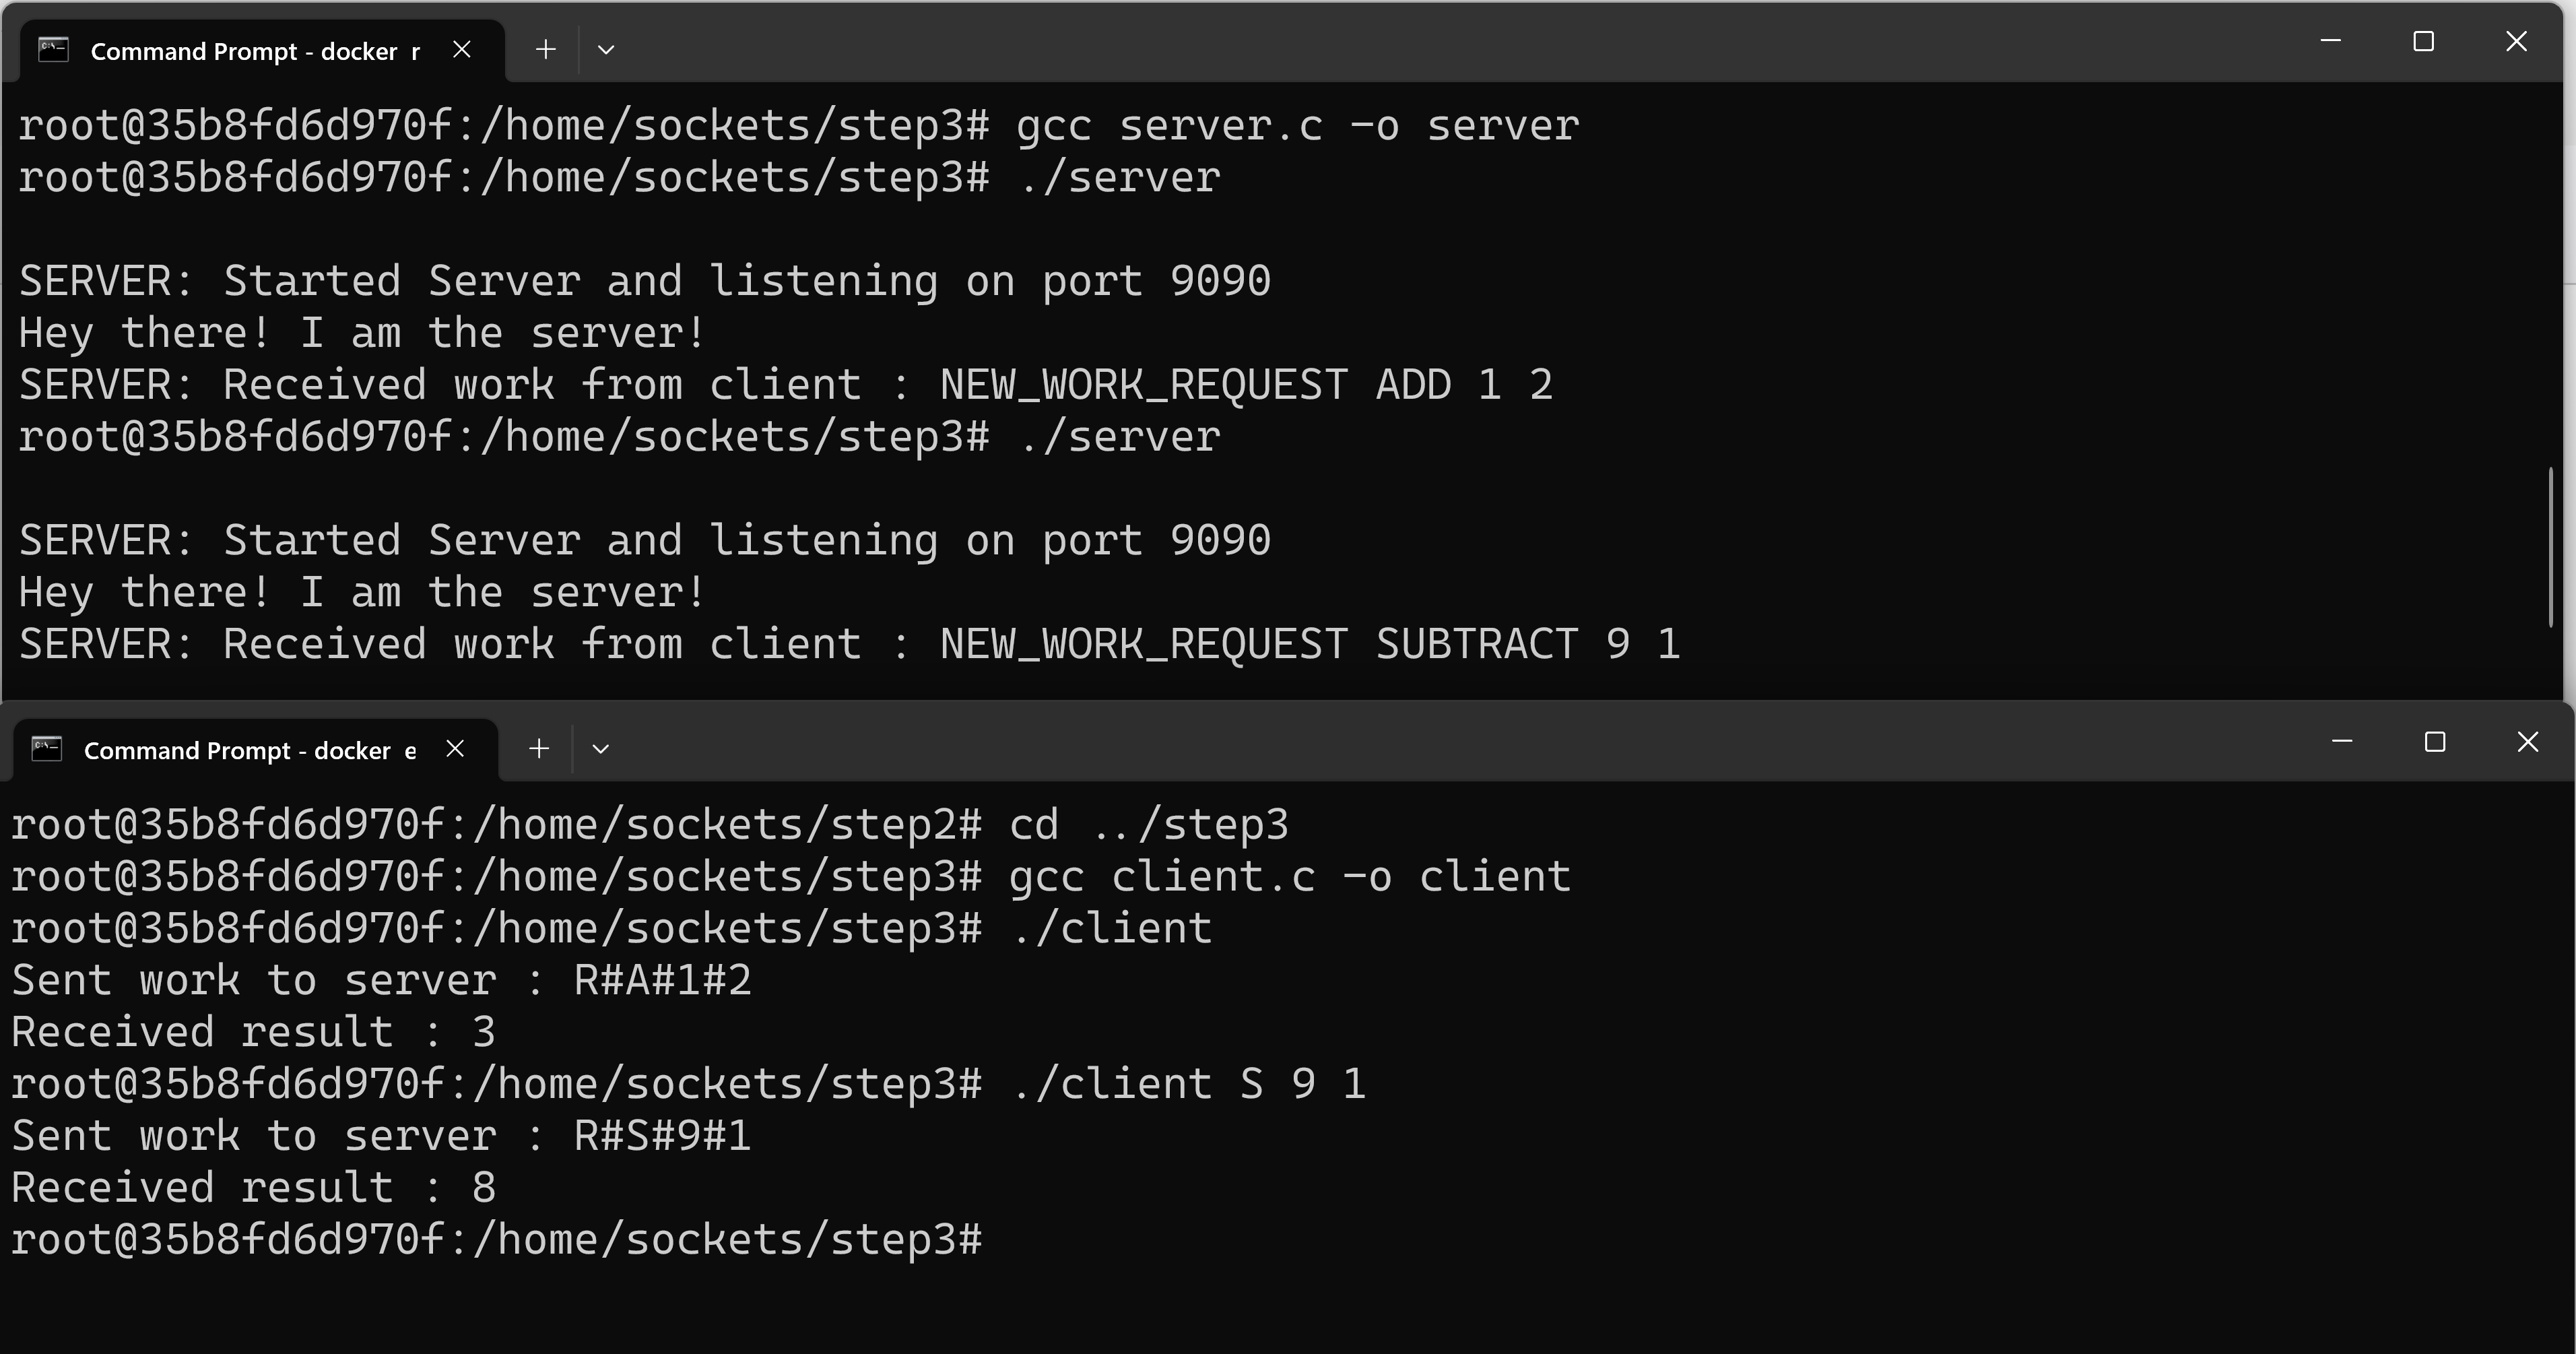 Command Prompt - docker r
root@35b8fd6d970f:/home/sockets/step3# gcc server.c -o server
root@35b8fd6d970f:/home/sockets/step3# ./server
SERVER: Started Server and listening on port 9090
Hey there! I am the server!
SERVER: Received work from client : NEW_WORK_REQUEST ADD 1 2
root@35b8fd6d970f:/home/sockets/step3# ./server
SERVER: Started Server and listening on port 9090
Hey there! I am the server!
SERVER: Received work from client : NEW_WORK_REQUEST SUBTRACT 9 1
Command Prompt - docker e
root@35b8fd6d970f:/home/sockets/step2# cd ../step3
root@35b8fd6d970f:/home/sockets/step3# gcc client.c -o client
root@35b8fd6d970f:/home/sockets/step3# ./client
Sent work to server : R#A#1#2
Received result : 3
root@35b8fd6d970f:/home/sockets/step3# ./client S 9 1
Sent work to server : R#S#9#1
Received result : 8
root@35b8fd6d970f:/home/sockets/step3#